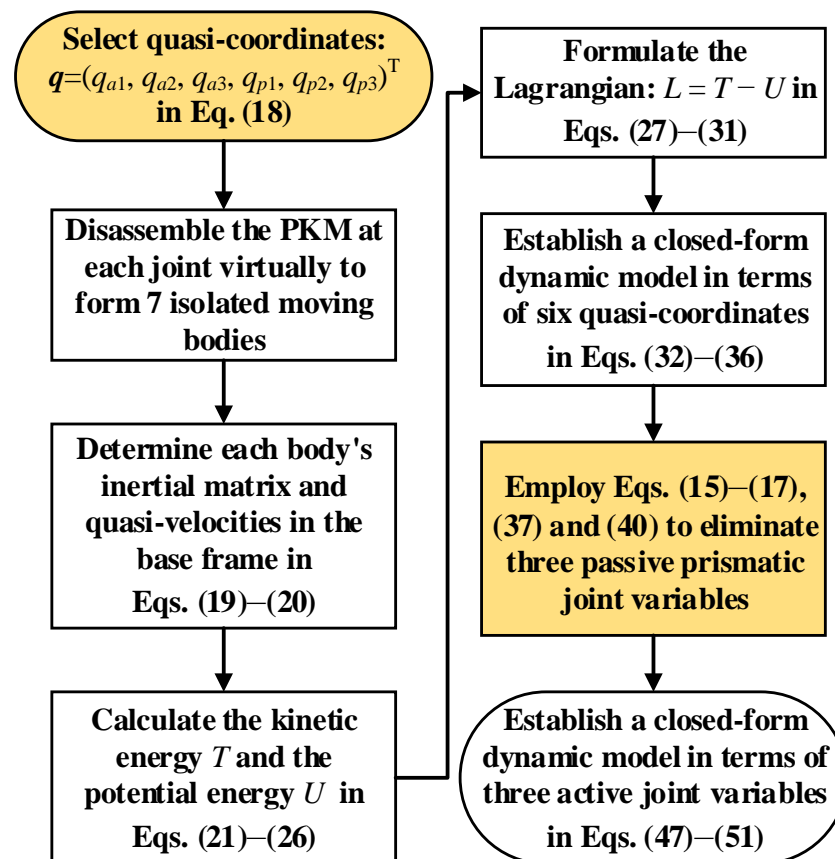 Select quasi-coordinates:
q=(qa1, qa2, qa3, qp1, qp2, qp3)T
in Eq. (18)
Disassemble the PKM at
each joint virtually to
form 7 isolated moving
bodies
Determine each body's
inertial matrix and
quasi-velocities in the
base frame in
Eqs. (19)–(20)
Calculate the kinetic
energy T and the
potential energy U in
Eqs. (21)–(26)
Formulate the
Lagrangian: L = T − U in
Eqs. (27)–(31)
Establish a closed-form
dynamic model in terms
of six quasi-coordinates
in Eqs. (32)–(36)
Employ Eqs. (15)–(17),
(37) and (40) to eliminate
three passive prismatic
joint variables
Establish a closed-form
dynamic model in terms of
three active joint variables
in Eqs. (47)–(51)